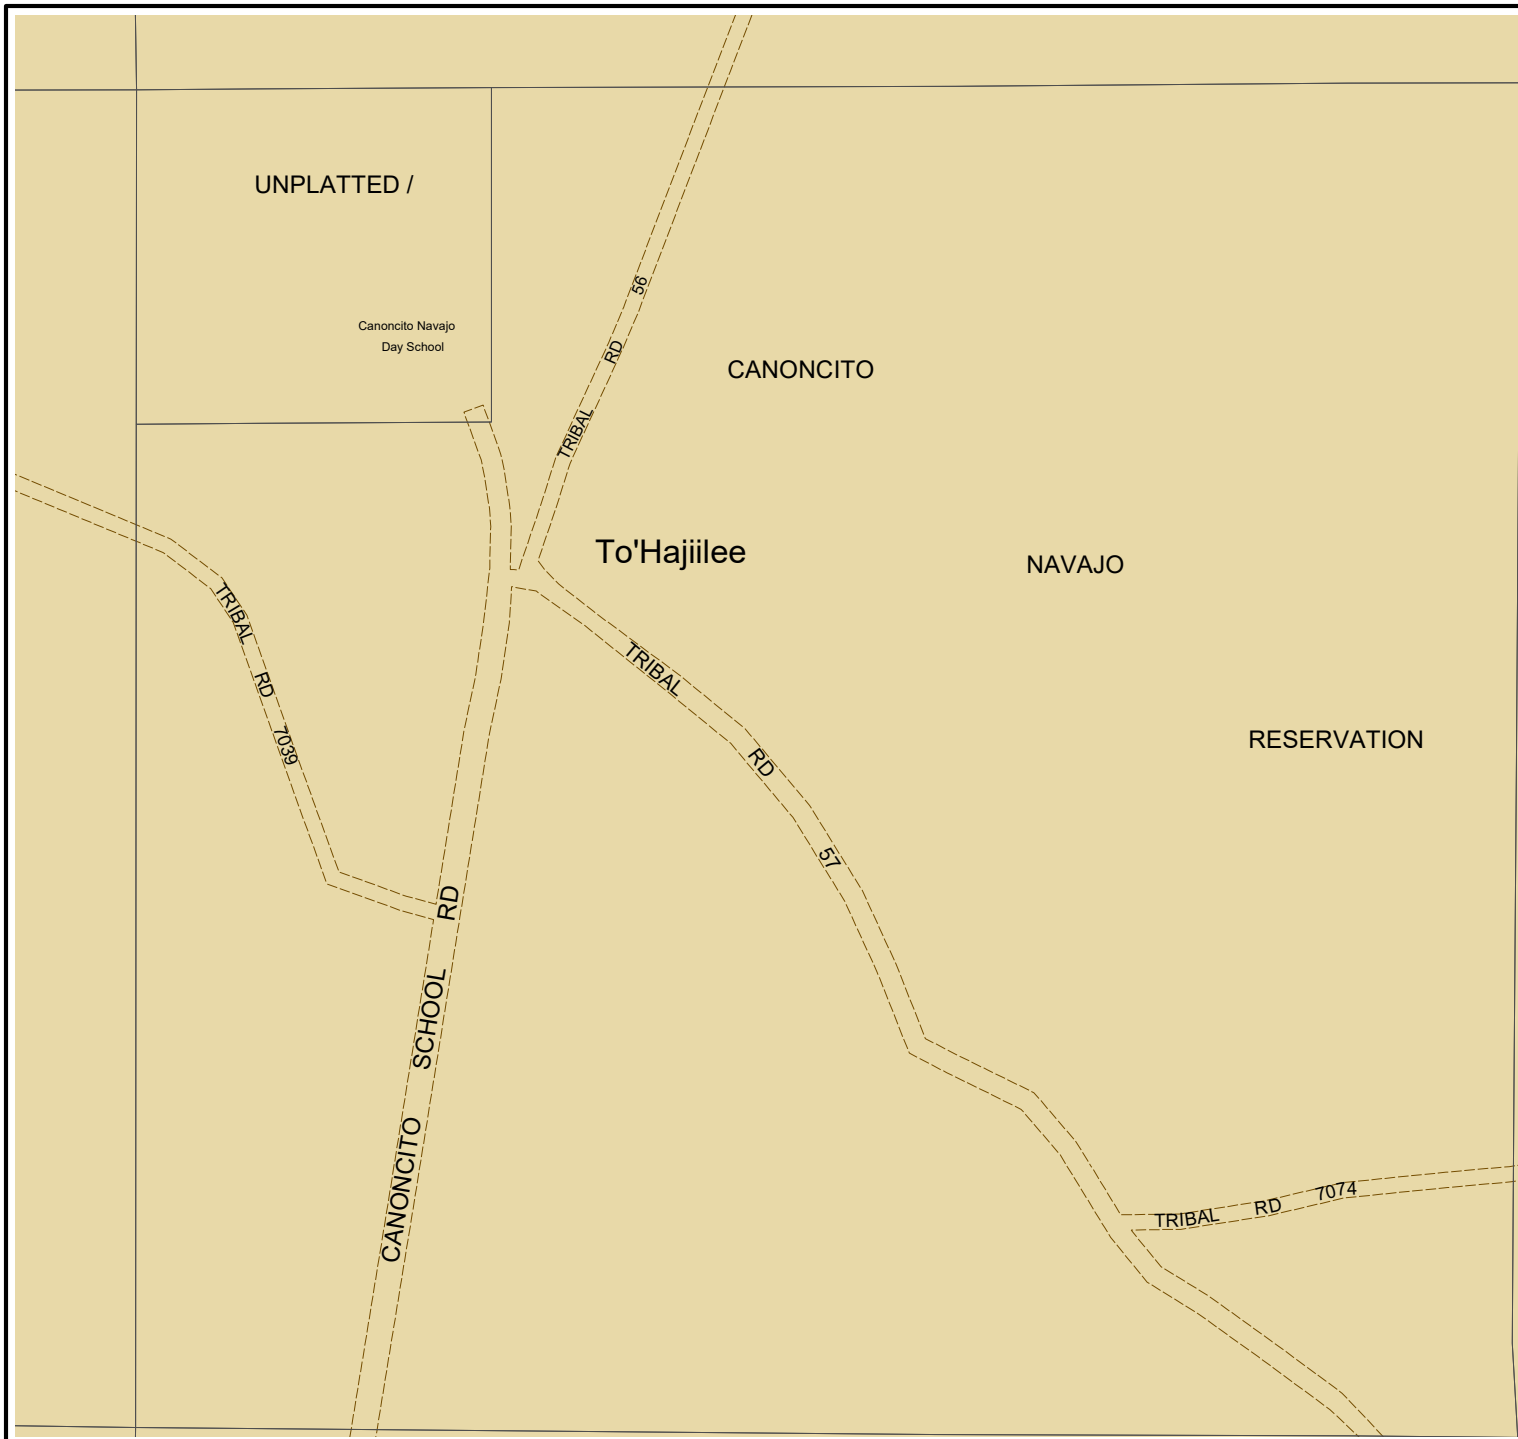 UNPLATTED /
Canoncito Navajo
Day School
TRIBAL RD 56
CANONCITO
To'Hajiilee
NAVAJO
TRIBAL RD 7039
TRIBAL RD 57
RESERVATION
CANONCITO SCHOOL RD
TRIBAL RD 7074